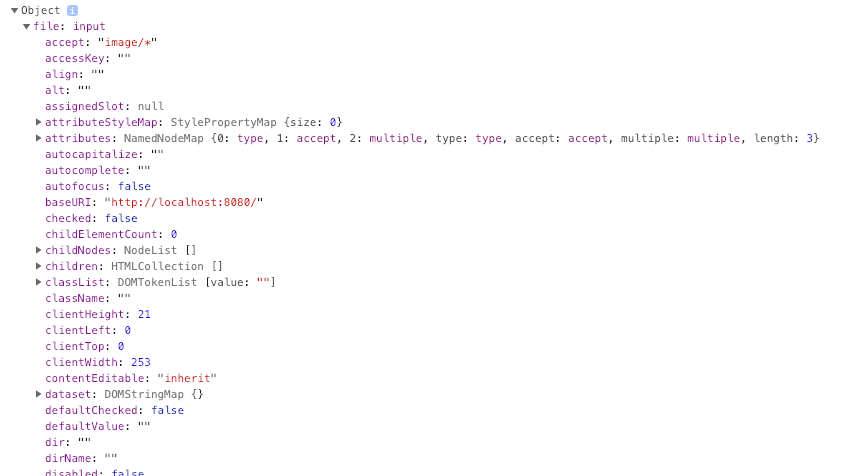 Object i
file: input
accept: "image/*"
accessKey: ""
align: ""
alt: ""
assignedSlot: null
attributeStyleMap: StylePropertyMap {size: 0}
attributes: NamedNodeMap {0: type, 1: accept, 2: multiple, type: type, accept: accept, multiple: multiple, length: 3}
autocapitalize: ""
autocomplete: ""
autofocus: false
baseURI: "http://localhost:8080/"
checked: false
childElementCount: 0
childNodes: NodeList []
children: HTMLCollection []
classList: DOMTokenList [value: ""]
className: ""
clientHeight: 21
clientLeft: 0
clientTop: 0
clientWidth: 253
contentEditable: "inherit"
dataset: DOMStringMap {}
defaultChecked: false
defaultValue: ""
dir: ""
dirName: ""
disabled: false